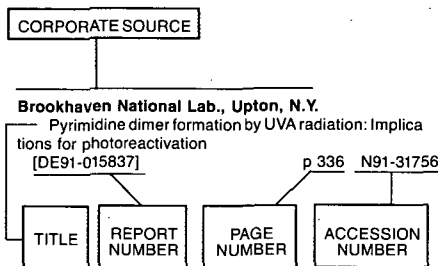 CORPORATE SOURCE
Brookhaven National Lab., Upton, N.Y.
Pyrimidine dimer formation by UVA radiation: Implica
tions for photoreactivation
[DE91-015837] p 336 N91-31756
TITLE REPORT NUMBER PAGE NUMBER ACCESSION NUMBER